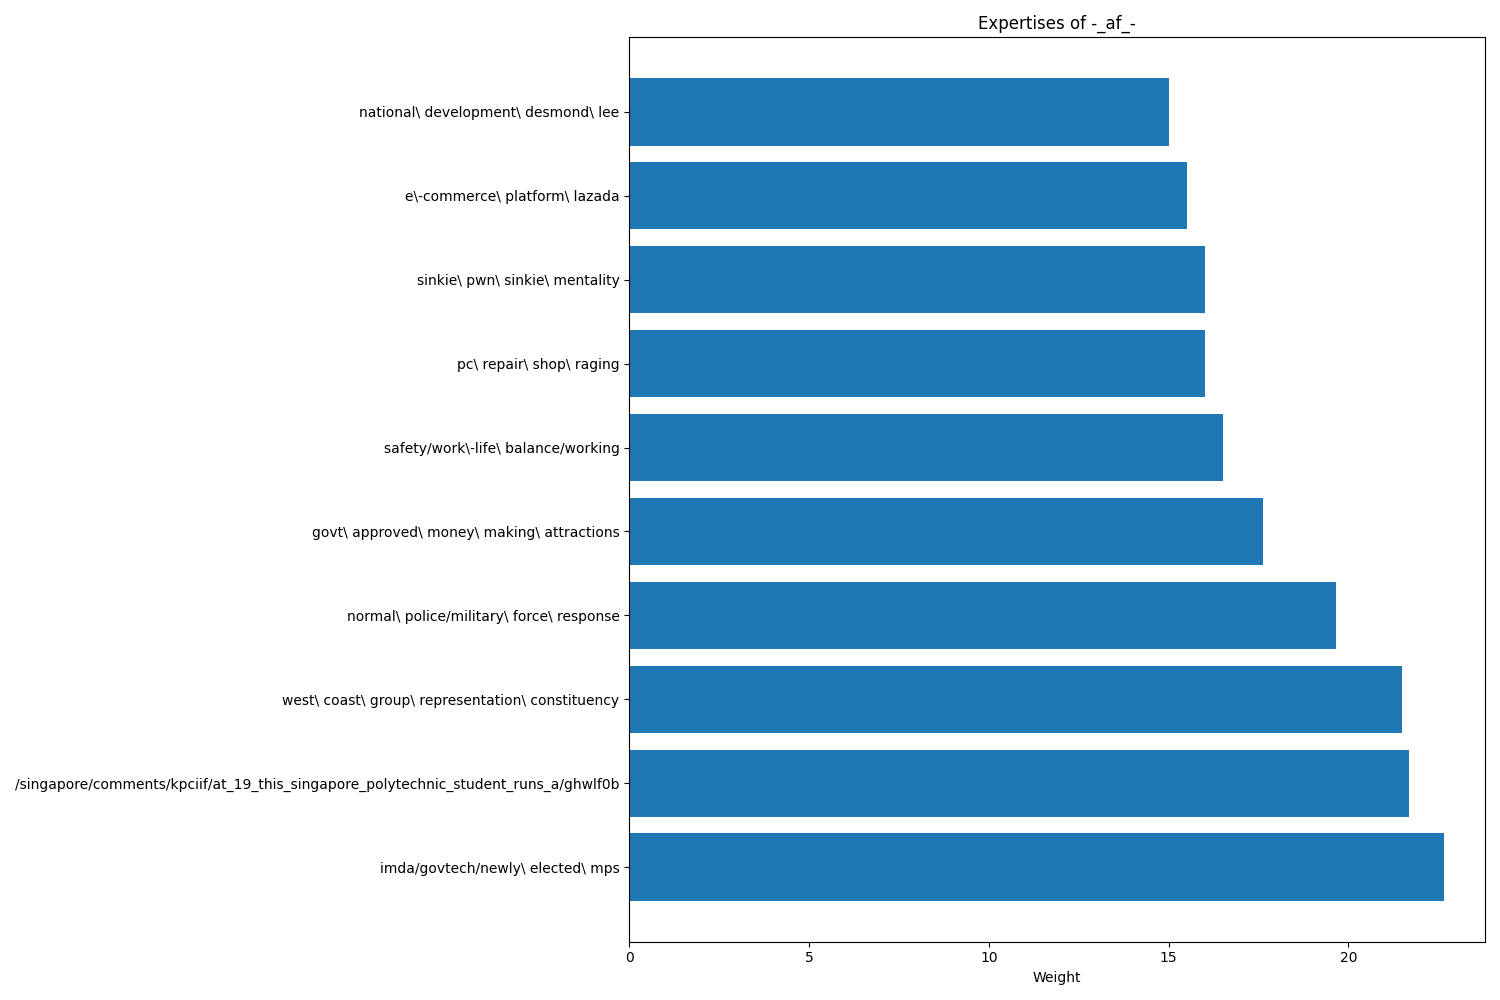 Expertises of -_af_-
national\ development\ desmond\ lee
e\-commerce\ platform\ lazada
sinkie\ pwn\ sinkie\ mentality
pc\ repair\ shop\ raging
safety/work\-life\ balance/working
govt\ approved\ money\ making\ attractions
normal\ police/military\ force\ response
west\ coast\ group\ representation\ constituency
/singapore/comments/kpciif/at_19_this_singapore_polytechnic_student_runs_a/ghwlf0b
imda/govtech/newly\ elected\ mps
0 5 10 15 20
Weight